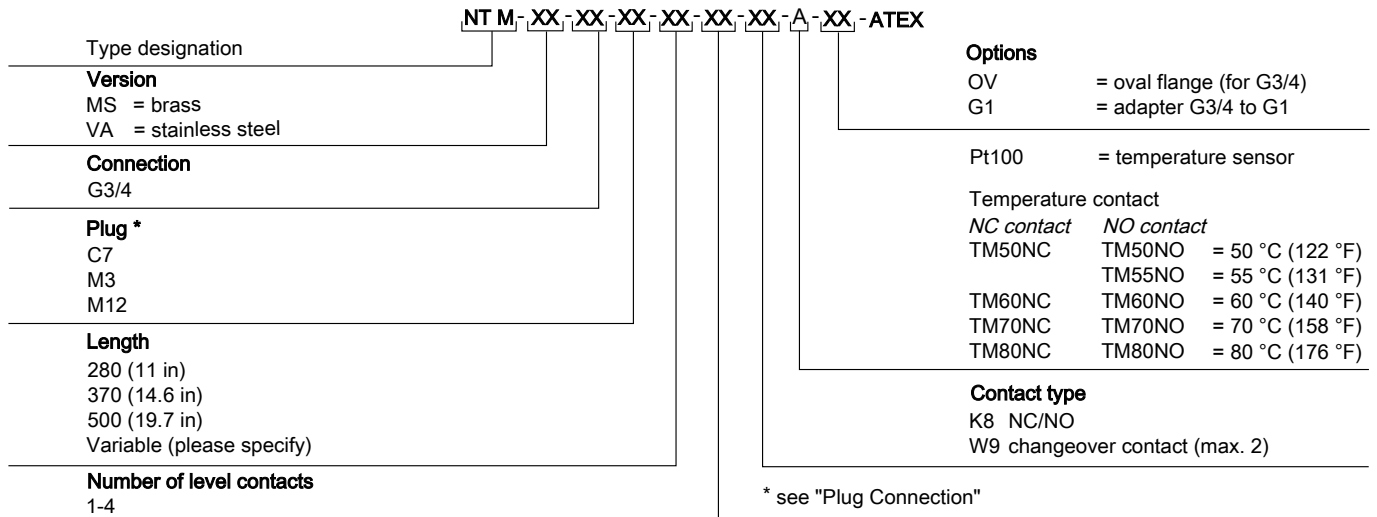 NT M - XX - XX - XX - XX - XX - XX - A - XX - ATEX
Type designation
Version
MS = brass
VA = stainless steel
Connection
G3/4
Plug *
C7
M3
M12
Length
280 (11 in)
370 (14.6 in)
500 (19.7 in)
Variable (please specify)
Number of level contacts
1-4
Options
OV = oval flange (for G3/4)
G1 = adapter G3/4 to G1
Pt100 = temperature sensor
Temperature contact
NC contact NO contact
TM50NC TM50NO = 50 °C (122 °F)
TM55NO = 55 °C (131 °F)
TM60NC TM60NO = 60 °C (140 °F)
TM70NC TM70NO = 70 °C (158 °F)
TM80NC TM80NO = 80 °C (176 °F)
Contact type
K8 NC/NO
W9 changeover contact (max. 2)
* see "Plug Connection"